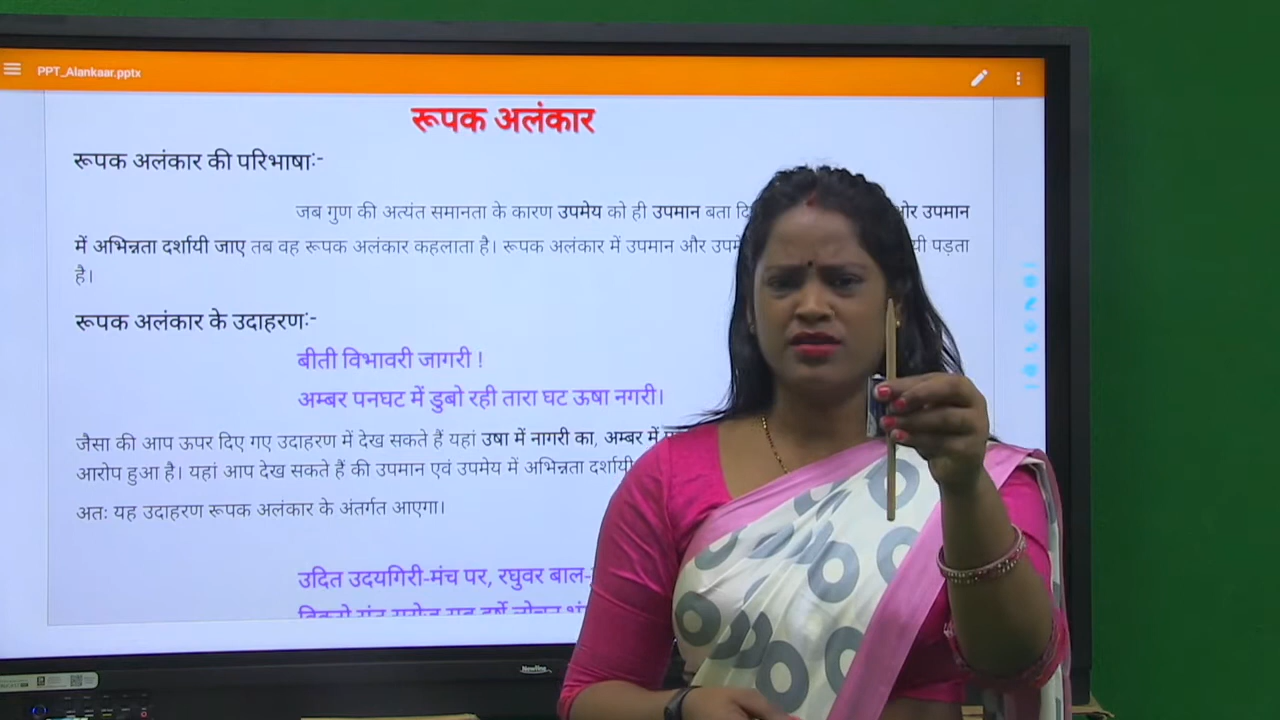 PPT_Alankaar.pptx
रूपक अलंकार
रूपक अलंकार की परिभाषा:-
जब गुण की अत्यंत समानता के कारण उपमेय को ही उपमान बता उपमान
में अभिन्नता दर्शायी जाए तब वह रूपक अलंकार कहलाता है। रूपक अलंकार में उपमान और पड़ता
है।
रूपक अलंकार के उदाहरण:-
बीती विभावरी जागरी !
अम्बर पनघट में डुबो रही तारा घट ऊषा नगरी।
जैसा की आप ऊपर दिए गए उदाहरण में देख सकते हैं यहां उषा में नागरी का, अम्बर में
आरोप हुआ है। यहां आप देख सकते हैं की उपमान एवं उपमेय में अभिन्नता दर्शायी
अतः यह उदाहरण रूपक अलंकार के अंतर्गत आएगा।
उदित उदयगिरी-मंच पर, रघुवर बाल-
Newline